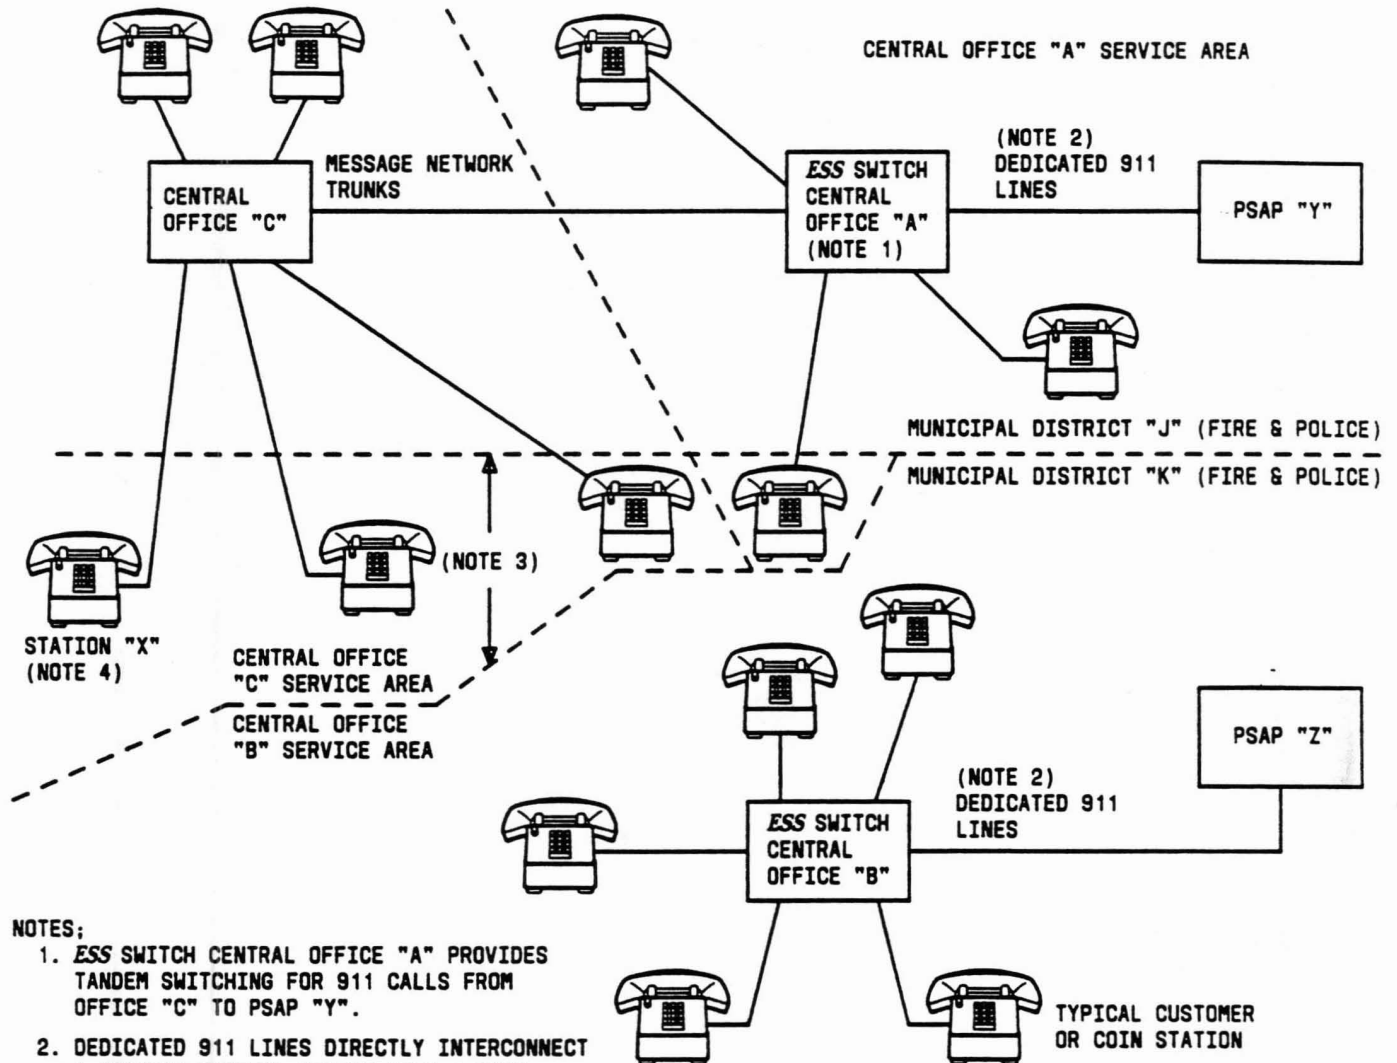 CENTRAL OFFICE "A" SERVICE AREA
MESSAGE NETWORK
TRUNKS
CENTRAL
OFFICE "C"
ESS SWITCH
CENTRAL
OFFICE "A"
(NOTE 1)
(NOTE 2)
DEDICATED 911
LINES
PSAP "Y"
MUNICIPAL DISTRICT "J" (FIRE & POLICE)
MUNICIPAL DISTRICT "K" (FIRE & POLICE)
(NOTE 3)
STATION "X"
(NOTE 4)
CENTRAL OFFICE
"C" SERVICE AREA
CENTRAL OFFICE
"B" SERVICE AREA
PSAP "Z"
(NOTE 2)
DEDICATED 911
LINES
ESS SWITCH
CENTRAL
OFFICE "B"
TYPICAL CUSTOMER
OR COIN STATION
NOTES:
1. ESS SWITCH CENTRAL OFFICE "A" PROVIDES
TANDEM SWITCHING FOR 911 CALLS FROM
OFFICE "C" TO PSAP "Y".
2. DEDICATED 911 LINES DIRECTLY INTERCONNECT